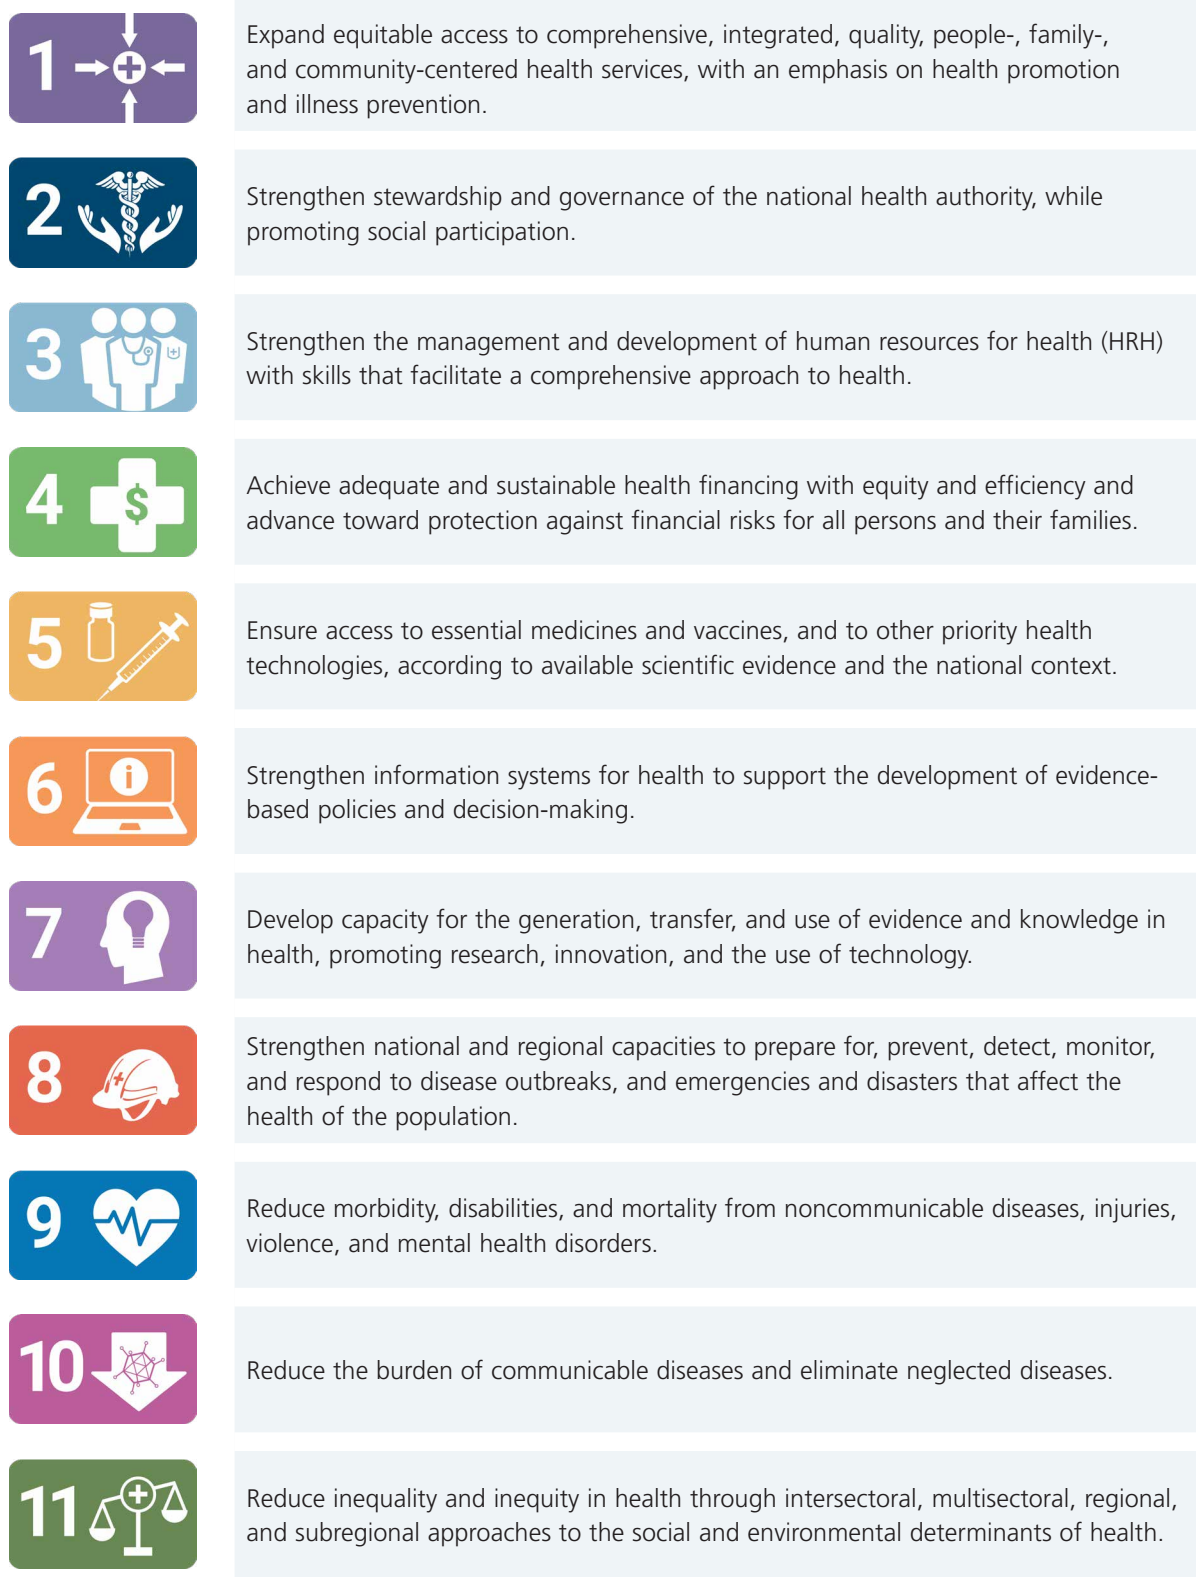 1
Expand equitable access to comprehensive, integrated, quality, people-, family-,
and community-centered health services, with an emphasis on health promotion
and illness prevention.
2
Strengthen stewardship and governance of the national health authority, while
promoting social participation.
3
Strengthen the management and development of human resources for health (HRH)
with skills that facilitate a comprehensive approach to health.
4
$
Achieve adequate and sustainable health financing with equity and efficiency and
advance toward protection against financial risks for all persons and their families.
5
Ensure access to essential medicines and vaccines, and to other priority health
technologies, according to available scientific evidence and the national context.
6
i
Strengthen information systems for health to support the development of evidence-
based policies and decision-making.
7
Develop capacity for the generation, transfer, and use of evidence and knowledge in
health, promoting research, innovation, and the use of technology.
8
Strengthen national and regional capacities to prepare for, prevent, detect, monitor,
and respond to disease outbreaks, and emergencies and disasters that affect the
health of the population.
9
Reduce morbidity, disabilities, and mortality from noncommunicable diseases, injuries,
violence, and mental health disorders.
10
Reduce the burden of communicable diseases and eliminate neglected diseases.
11
Reduce inequality and inequity in health through intersectoral, multisectoral, regional,
and subregional approaches to the social and environmental determinants of health.